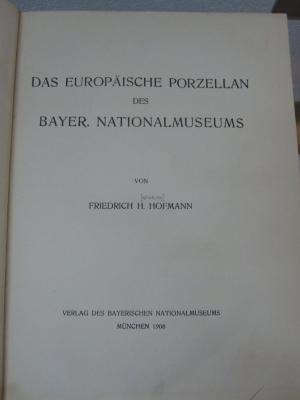 DAS EUROPÄISCHE PORZELLAN
DES
BAYER. NATIONALMUSEUMS
VON
FRIEDRICH H. HOFMANN
VERLAG DES BAYERISCHEN NATIONALMUSEUMS
MÜNCHEN 1908